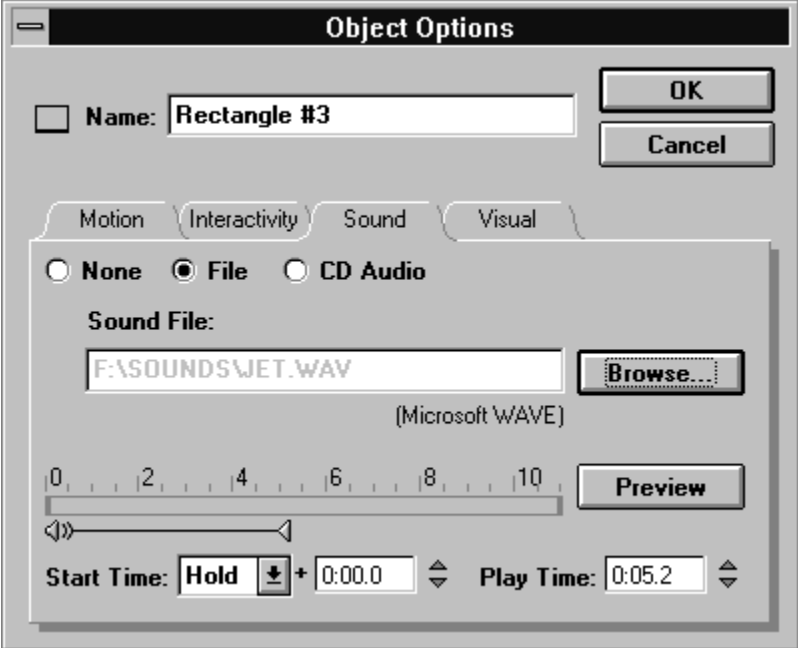 Object Options
Name: Rectangle #3
OK
Cancel
Motion Interactivity Sound Visual
None File CD Audio
Sound File:
F:\SOUNDS\JET.WAV Browse...
(Microsoft WAVE)
0 2 4 6 8 10
Preview
Start Time: Hold + 0:00.0 Play Time: 0:05.2